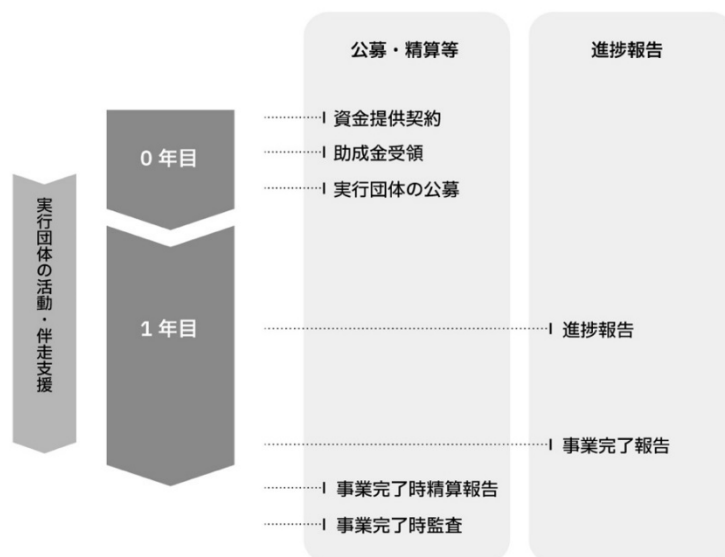 公募・精算等
進捗報告
資金提供契約
0 年目
助成金受領
実行団体の公募
実行団体の活動・伴走支援
1 年目
進捗報告
事業完了報告
事業完了時精算報告
事業完了時監査